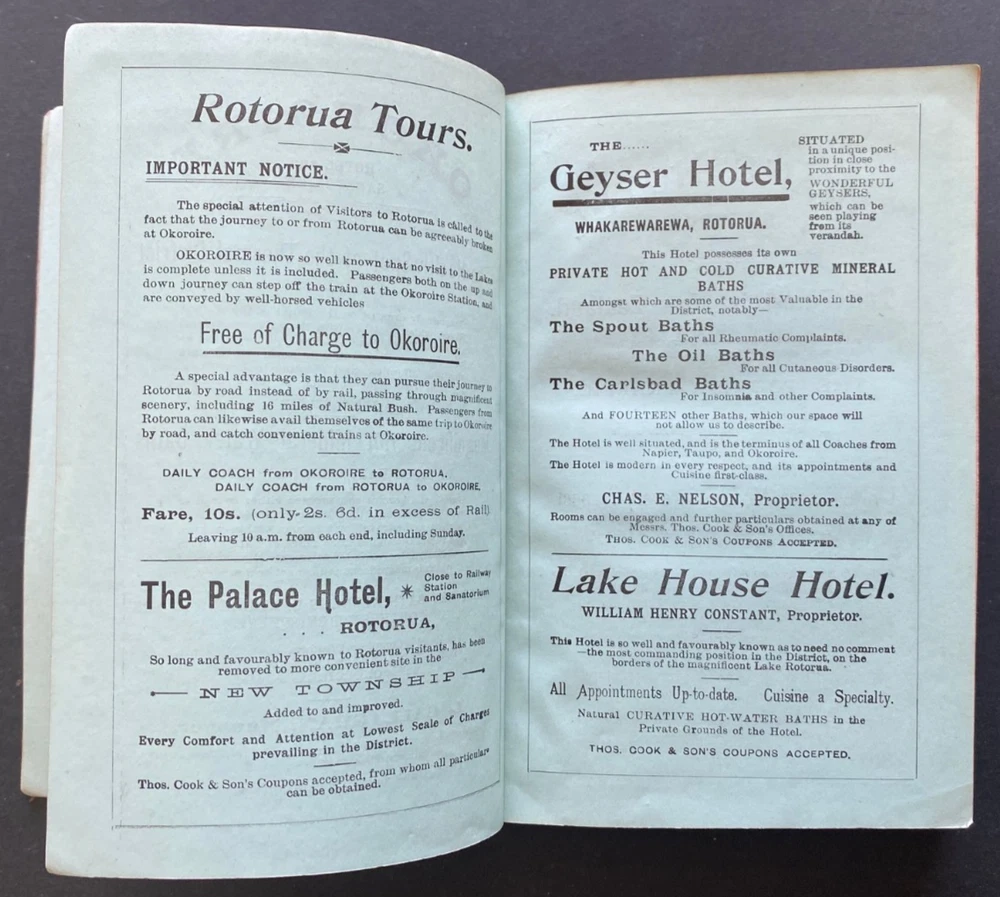 Rotorua Tours.
IMPORTANT NOTICE.
The special attention of Visitors to Rotorua is called to the
fact that the journey to or from Rotorua can be agreeably broken
at Okoroire.
OKOROIRE is now so well known that no visit to the Lakes
is complete unless it is included. Passengers both on the up and
down journey can step off the train at the Okoroire Station, and
are conveyed by well-horsed vehicles
Free of Charge to Okoroire.
A special advantage is that they can pursue their journey to
Rotorua by road instead of by rail, passing through magnificent
scenery, including 16 miles of Natural Bush. Passengers from
Rotorua can likewise avail themselves of the same trip to Okoroire
by road, and catch convenient trains at Okoroire.
DAILY COACH from OKOROIRE to ROTORUA.
DAILY COACH from ROTORUA to OKOROIRE.
Fare, 10s. (only 2s. 6d. in excess of Rail)
Leaving 10 a.m. from each end, including Sunday.
The Palace Hotel, * Close to Railway
Station
and Sanatorium
. . . ROTORUA,
So long and favourably known to Rotorua visitants, has been
removed to more convenient site in the
NEW TOWNSHIP
Added to and improved.
Every Comfort and Attention at Lowest Scale of Charges
prevailing in the District.
Thos. Cook & Son's Coupons accepted, from whom all particulars
can be obtained.
THE......
Geyser Hotel,
WHAKAREWAREWA, ROTORUA.
SITUATED
in a unique posi-
tion in close
proximity to the
WONDERFUL
GEYSERS,
which can be
seen playing
from its
verandah.
This Hotel possesses its own
PRIVATE HOT AND COLD CURATIVE MINERAL
BATHS
Amongst which are some of the most Valuable in the
District, notably—
The Spout Baths
For all Rheumatic Complaints.
The Oil Baths
For all Cutaneous Disorders.
The Carlsbad Baths
For Insomnia and other Complaints.
And FOURTEEN other Baths, which our space will
not allow us to describe.
The Hotel is well situated, and is the terminus of all Coaches from
Napier, Taupo, and Okoroire.
The Hotel is modern in every respect, and its appointments and
Cuisine first-class.
CHAS. E. NELSON, Proprietor.
Rooms can be engaged and further particulars obtained at any of
Messrs. Thos. Cook & Son's Offices.
THOS. COOK & SON'S COUPONS ACCEPTED.
Lake House Hotel.
WILLIAM HENRY CONSTANT, Proprietor.
This Hotel is so well and favourably known as to need no comment
—the most commanding position in the District, on the
borders of the magnificent Lake Rotorua.
All Appointments Up-to-date. Cuisine a Specialty.
Natural CURATIVE HOT-WATER BATHS in the
Private Grounds of the Hotel.
THOS. COOK & SON'S COUPONS ACCEPTED.